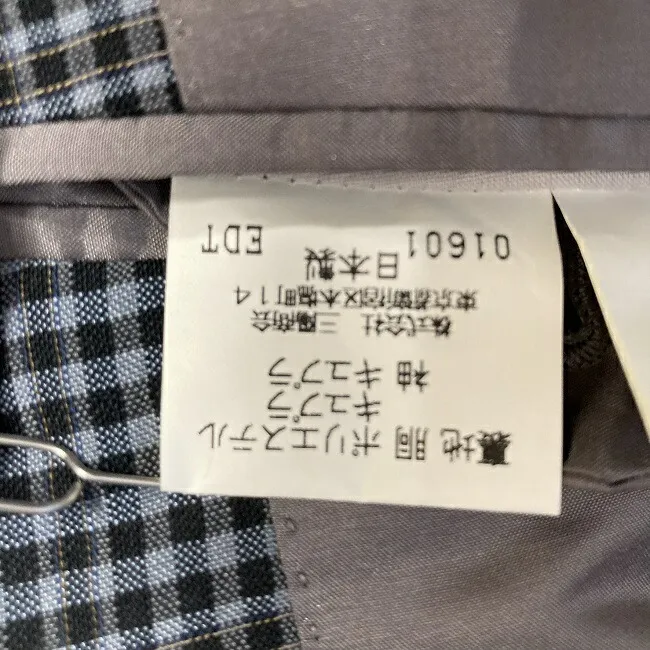 裏地 胴 ポリエステル
キュプラ
袖 キュプラ
株式会社 三陽商会
東京都新宿区本塩町14
日本製
01601 EDT